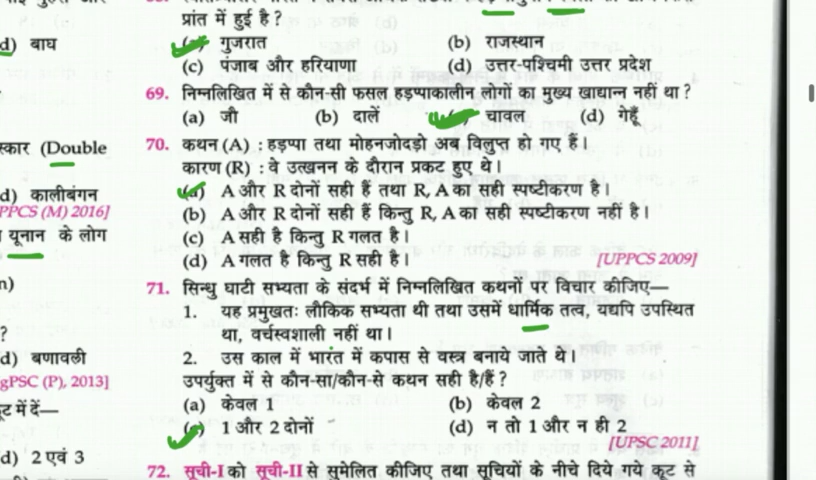 प्रांत में हुई है ?
गुजरात
(b) राजस्थान
(c) पंजाब और हरियाणा
(d) उत्तर-पश्चिमी उत्तर प्रदेश
69. निम्नलिखित में से कौन-सी फसल हड़प्पाकालीन लोगों का मुख्य खाद्यान्न नहीं था ?
(a) जौ (b) दालें चावल (d) गेहूँ
70. कथन (A) : हड़प्पा तथा मोहनजोदड़ो अब विलुप्त हो गए हैं।
कारण (R) : वे उत्खनन के दौरान प्रकट हुए थे।
(a) A और R दोनों सही हैं तथा R, A का सही स्पष्टीकरण है।
(b) A और R दोनों सही हैं किन्तु R, A का सही स्पष्टीकरण नहीं है।
(c) A सही है किन्तु R गलत है।
(d) A गलत है किन्तु R सही है।
[UPPCS 2009]
71. सिन्धु घाटी सभ्यता के संदर्भ में निम्नलिखित कथनों पर विचार कीजिए—
1. यह प्रमुखतः लौकिक सभ्यता थी तथा उसमें धार्मिक तत्व, यद्यपि उपस्थित
था, वर्चस्वशाली नहीं था।
2. उस काल में भारत में कपास से वस्त्र बनाये जाते थे।
उपर्युक्त में से कौन-सा/कौन-से कथन सही है/हैं ?
(a) केवल 1
(b) केवल 2
(c) 1 और 2 दोनों
(d) न तो 1 और न ही 2
[UPSC 2011]
72. सूची-I को सूची-II से सुमेलित कीजिए तथा सूचियों के नीचे दिये गये कूट से
d) बाघ
स्कार (Double
d) कालीबंगन
PPCS (M) 2016]
यूनान के लोग
n)
?
d) बणावली
gPSC (P), 2013]
कूट में दें—
d) 2 एवं 3